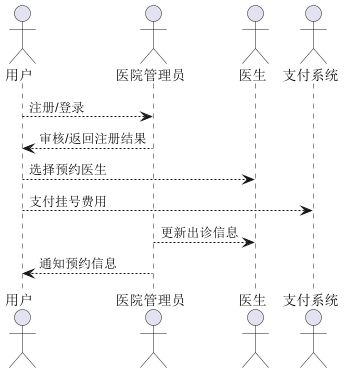 用户 医院管理员 医生 支付系统
注册/登录
审核/返回注册结果
选择预约医生
支付挂号费用
更新出诊信息
通知预约信息
用户 医院管理员 医生 支付系统